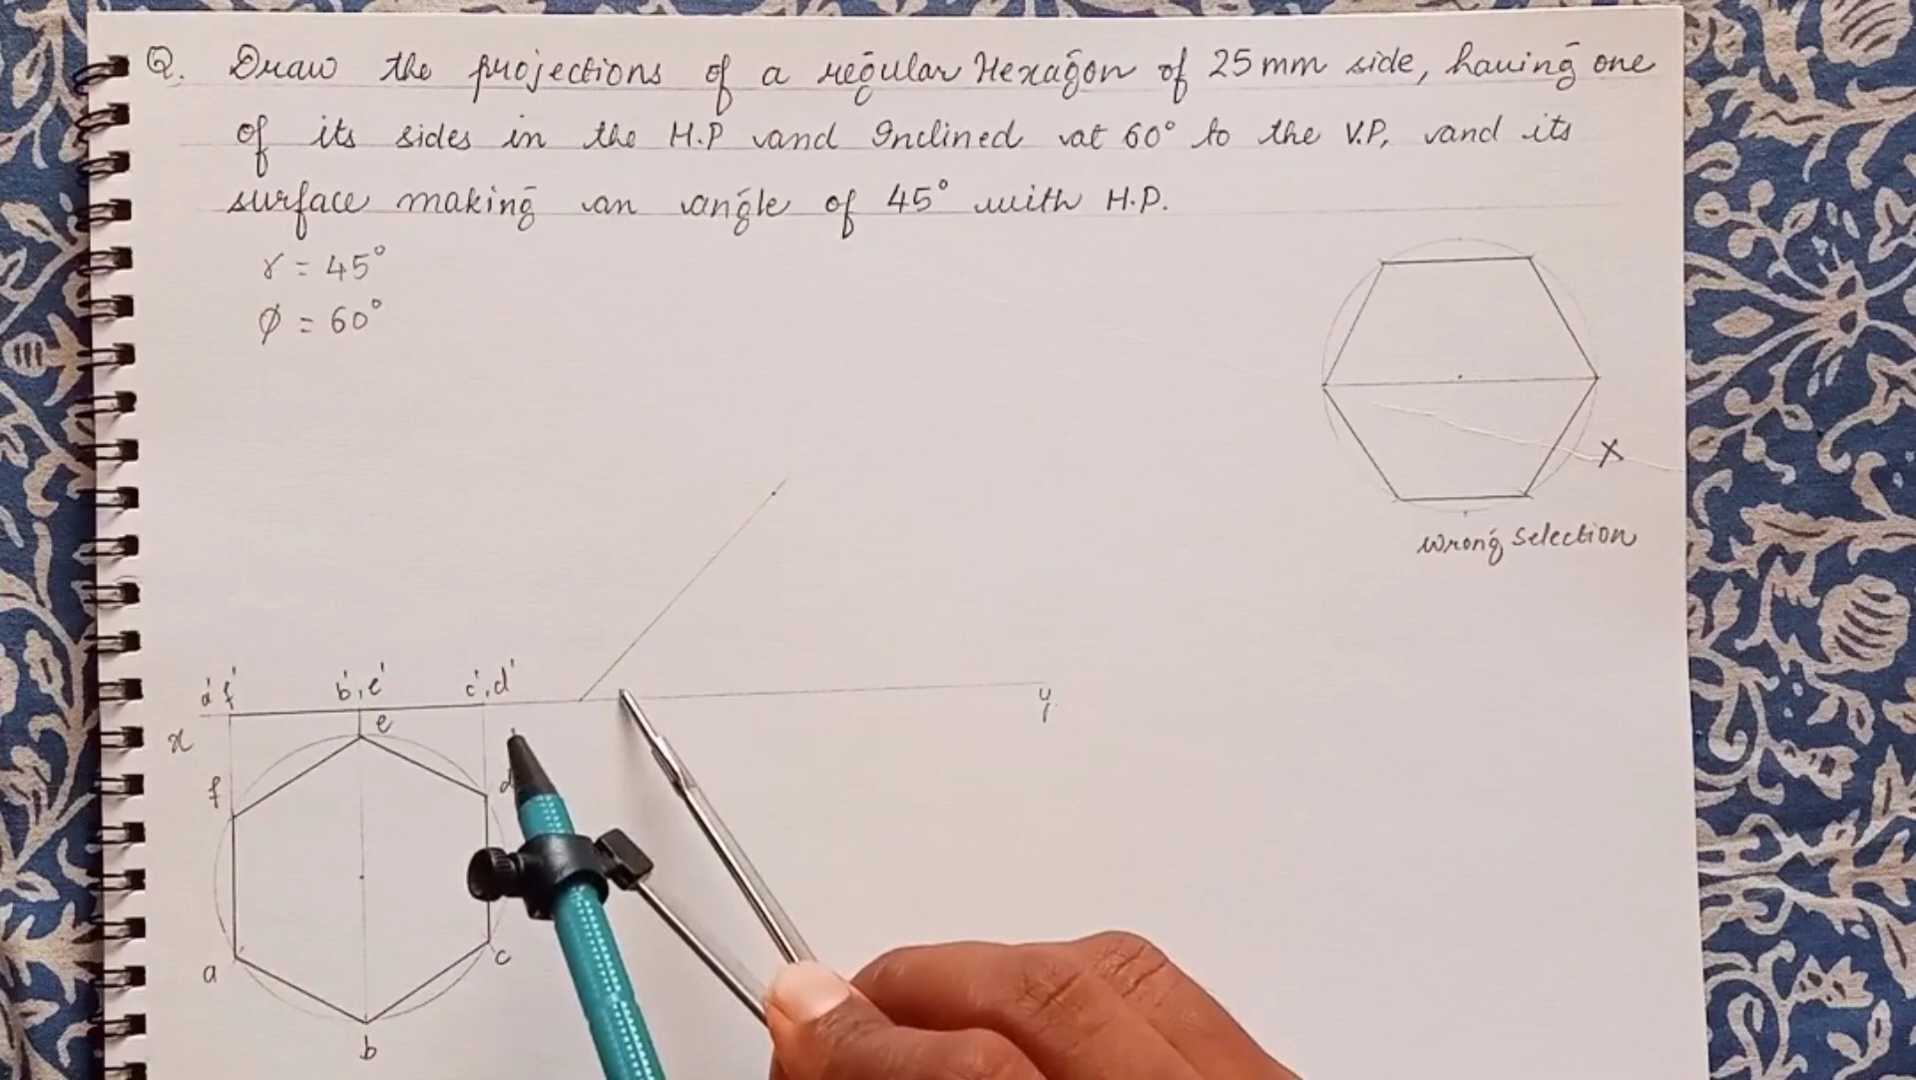 Q. Draw the projections of a regular Hexagon of 25mm side, having one
of its sides in the H.P and Inclined at 60° to the V.P, and its
surface making an angle of 45° with H.P.
γ = 45°
Ø = 60°
X
wrong selection
a' f' b', e' c', d'
x y
e
f d
a c
b